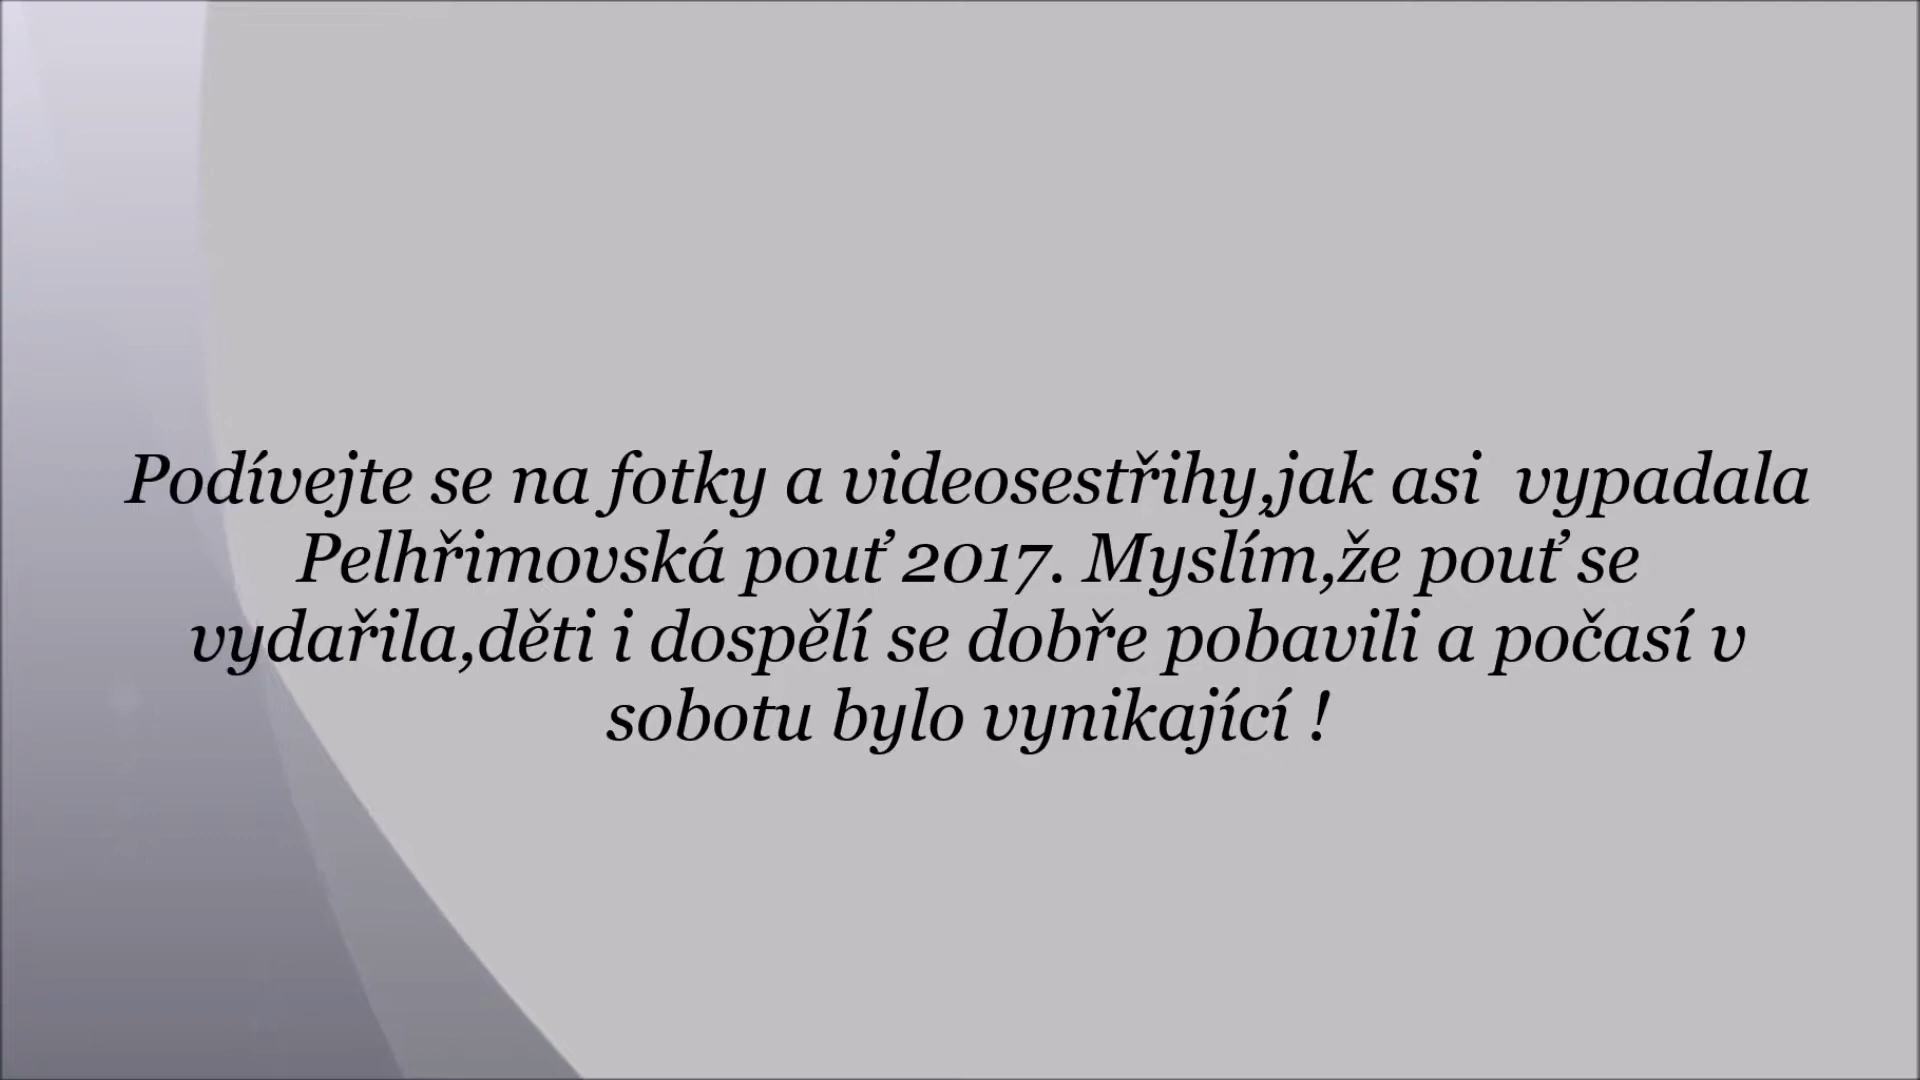 Podívejte se na fotky a videosestřihy,jak asi  vypadala
Pelhřimovská pouť 2017. Myslím,že pouť se
vydařila,děti i dospělí se dobře pobavili a počasí v
sobotu bylo vynikající !